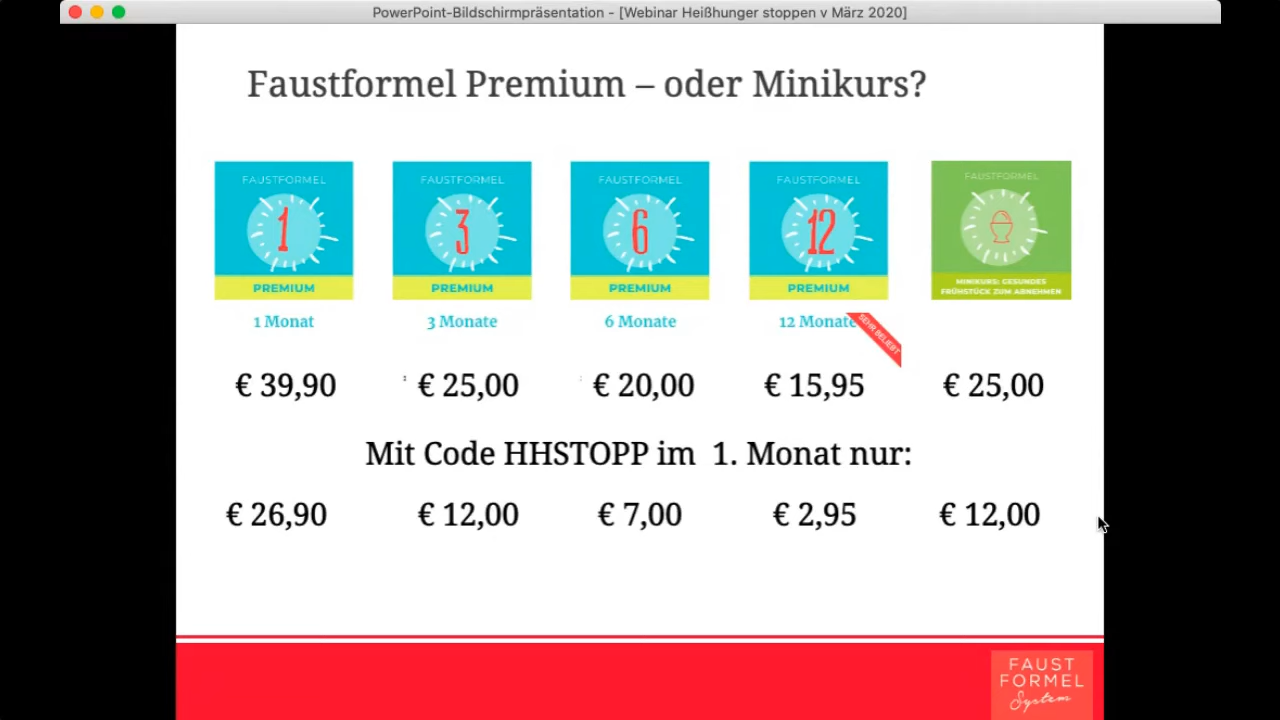 PowerPoint-Bildschirmpräsentation - [Webinar Heißhunger stoppen v März 2020]
Faustformel Premium – oder Minikurs?
FAUSTFORMEL FAUSTFORMEL FAUSTFORMEL FAUSTFORMEL FAUSTFORMEL
1 3 6 12
PREMIUM PREMIUM PREMIUM PREMIUM MINIKURS: GESUNDES
FRÜHSTÜCK ZUM ABNEHMEN
1 Monat 3 Monate 6 Monate 12 Monate
SEHR BELIEBT
€ 39,90 € 25,00 € 20,00 € 15,95 € 25,00
Mit Code HHSTOPP im 1. Monat nur:
€ 26,90 € 12,00 € 7,00 € 2,95 € 12,00
FAUST
FORMEL
System